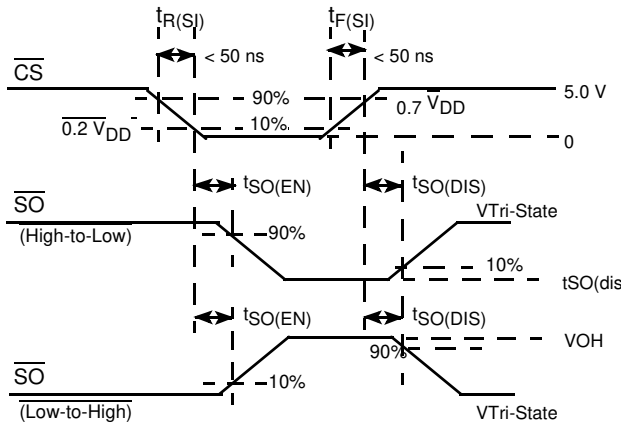 tR(SI) tF(SI)
< 50 ns < 50 ns
CS
5.0 V
90%
0.7 VDD
0.2 VDD
10%
0
tSO(EN) tSO(DIS)
SO
VTri-State
(High-to-Low)
90%
10%
tSO(dis
tSO(EN) tSO(DIS)
VOH
90%
SO
10%
(Low-to-High)
VTri-State